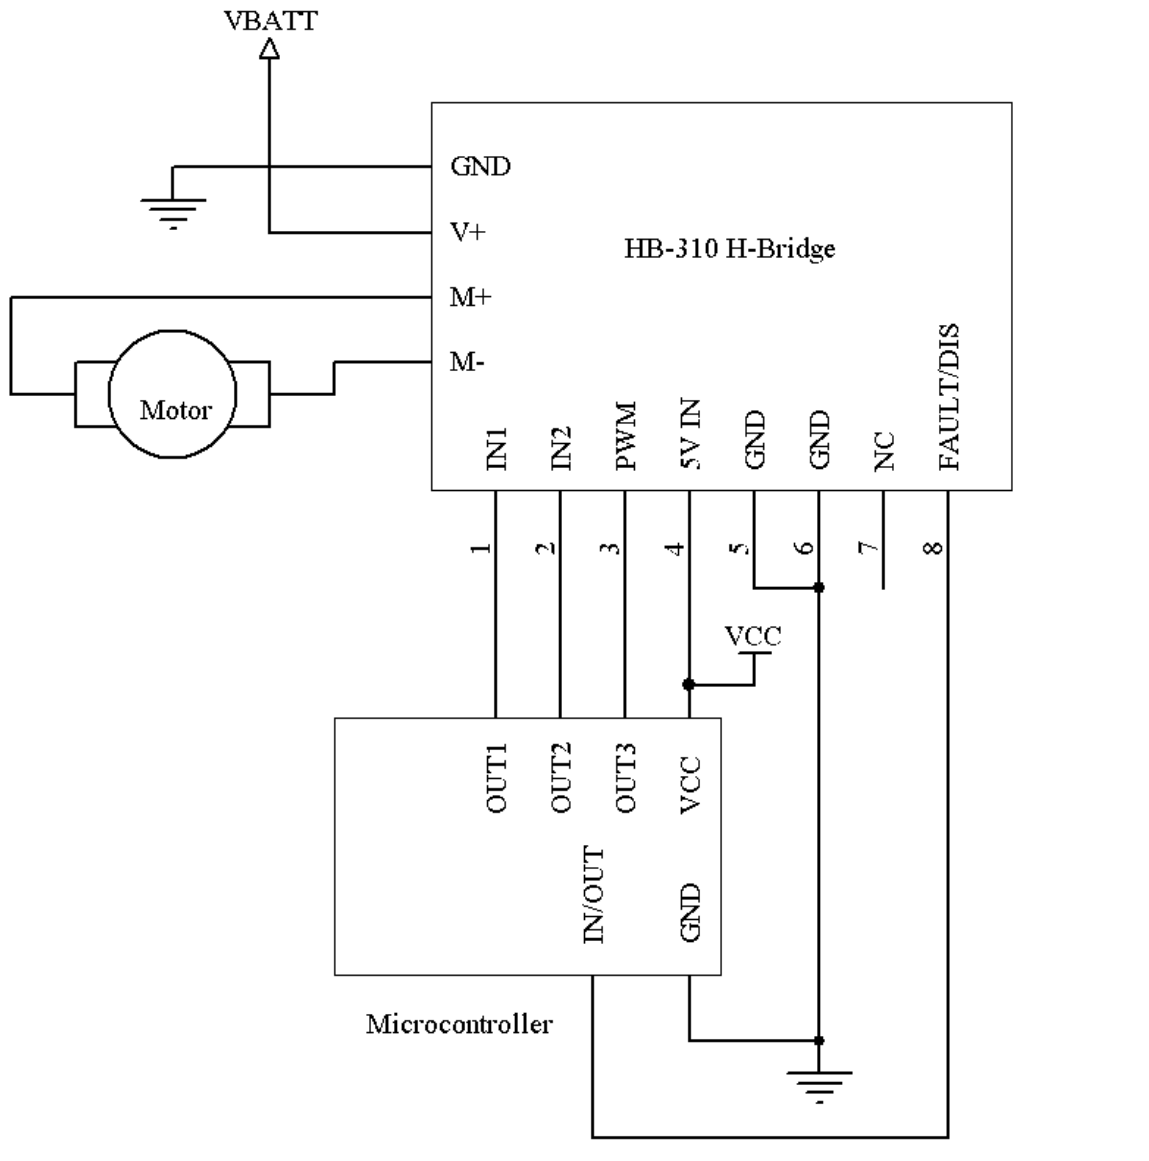 VBATT
GND
V+
HB-310 H-Bridge
M+
M-
Motor
IN1
IN2
PWM
5V IN
GND
GND
NC
FAULT/DIS
1
2
3
4
5
6
7
8
VCC
OUT1
OUT2
OUT3
VCC
IN/OUT
GND
Microcontroller